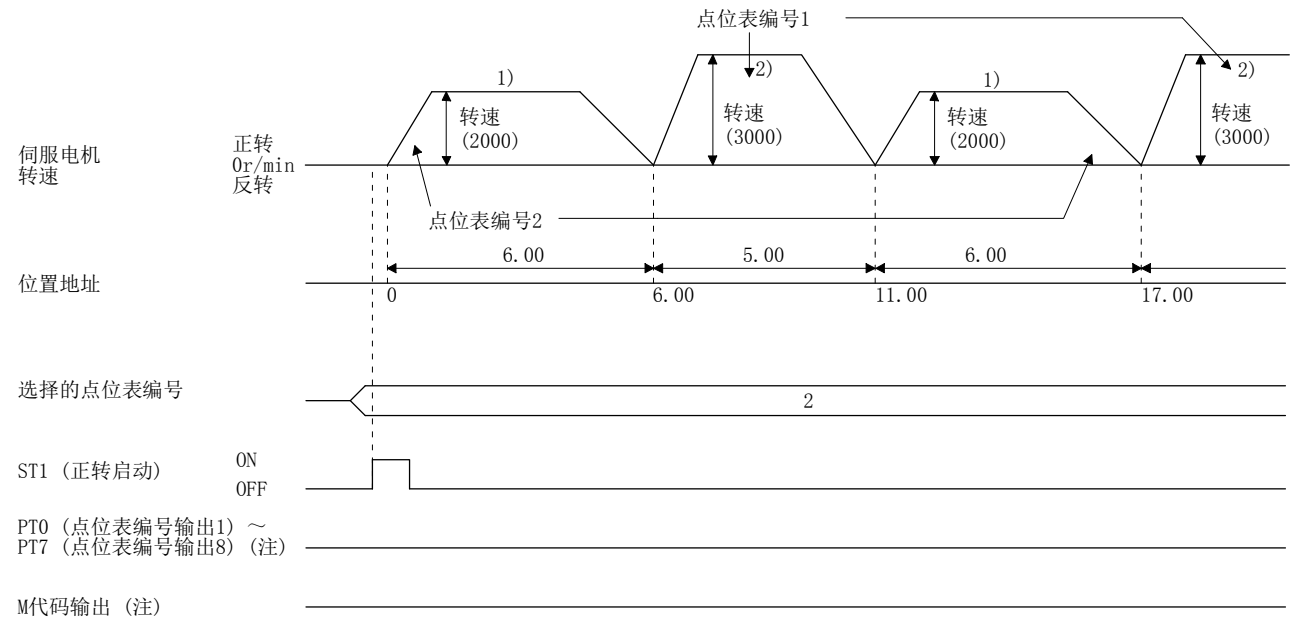 点位表编号1
1)
2)
1)
2)
转速
(2000)
转速
(3000)
转速
(2000)
转速
(3000)
伺服电机
转速
正转
0r/min
反转
点位表编号2
6.00
5.00
6.00
位置地址
0
6.00
11.00
17.00
选择的点位表编号
2
ST1 (正转启动)
ON
OFF
PT0 (点位表编号输出1) ～
PT7 (点位表编号输出8) (注)
M代码输出 (注)